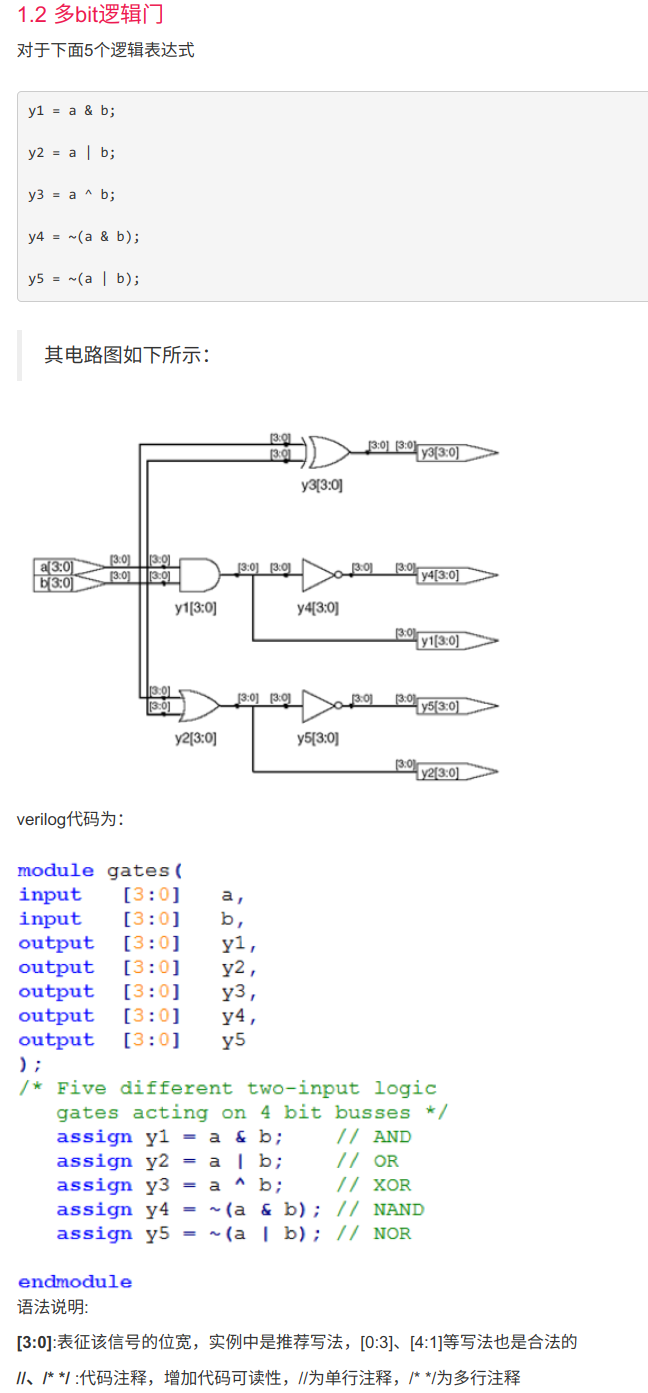 1.2 多bit逻辑门
对于下面5个逻辑表达式
y1 = a & b;
y2 = a | b;
y3 = a ^ b;
y4 = ~(a & b);
y5 = ~(a | b);
其电路图如下所示：
[3:0]
[3:0]
[3:0] [3:0] y3[3:0]
y3[3:0]
a[3:0] [3:0] [3:0]
b[3:0] [3:0] [3:0]
[3:0] [3:0] [3:0] [3:0] y4[3:0]
y1[3:0] y4[3:0]
[3:0] y1[3:0]
[3:0]
[3:0]
[3:0] [3:0] [3:0] [3:0] y5[3:0]
y2[3:0] y5[3:0]
[3:0] y2[3:0]
verilog代码为：
module gates(
input [3:0] a,
input [3:0] b,
output [3:0] y1,
output [3:0] y2,
output [3:0] y3,
output [3:0] y4,
output [3:0] y5
);
/* Five different two-input logic
gates acting on 4 bit busses */
assign y1 = a & b; // AND
assign y2 = a | b; // OR
assign y3 = a ^ b; // XOR
assign y4 = ~(a & b); // NAND
assign y5 = ~(a | b); // NOR
endmodule
语法说明:
[3:0]:表征该信号的位宽，实例中是推荐写法，[0:3]、[4:1]等写法也是合法的
//、/* */ :代码注释，增加代码可读性，//为单行注释，/* */为多行注释